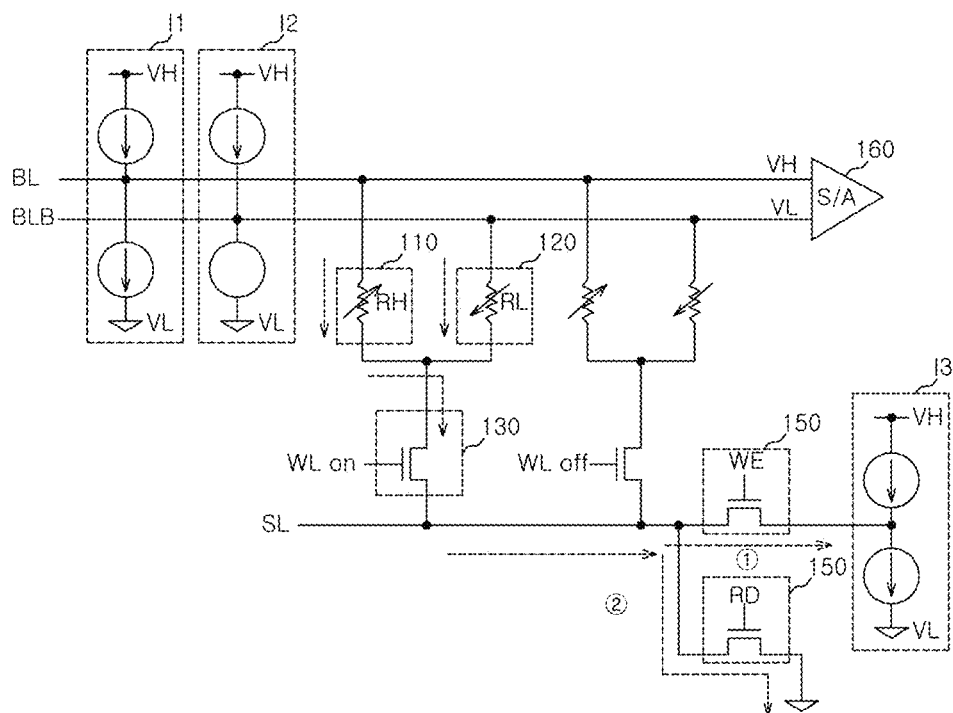 I1
I2
VH
VH
BL
BLB
VL
VL
110
120
RH
RL
VH
VL
160
S/A
130
WL on
WL off
150
WE
I3
VH
SL
①
②
150
RD
VL